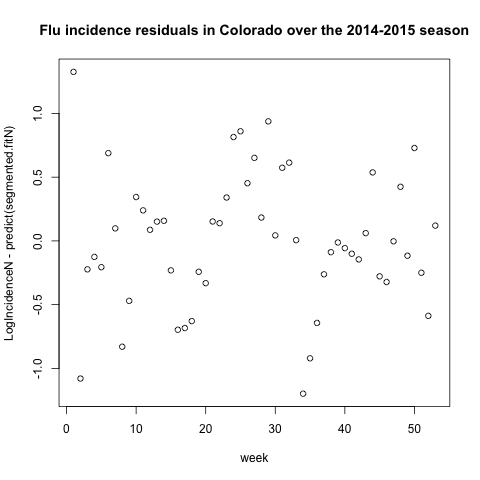 Flu incidence residuals in Colorado over the 2014-2015 season
LogIncidenceN - predict(segmented.fitN)
1.0
0.5
0.0
-0.5
-1.0
0 10 20 30 40 50
week